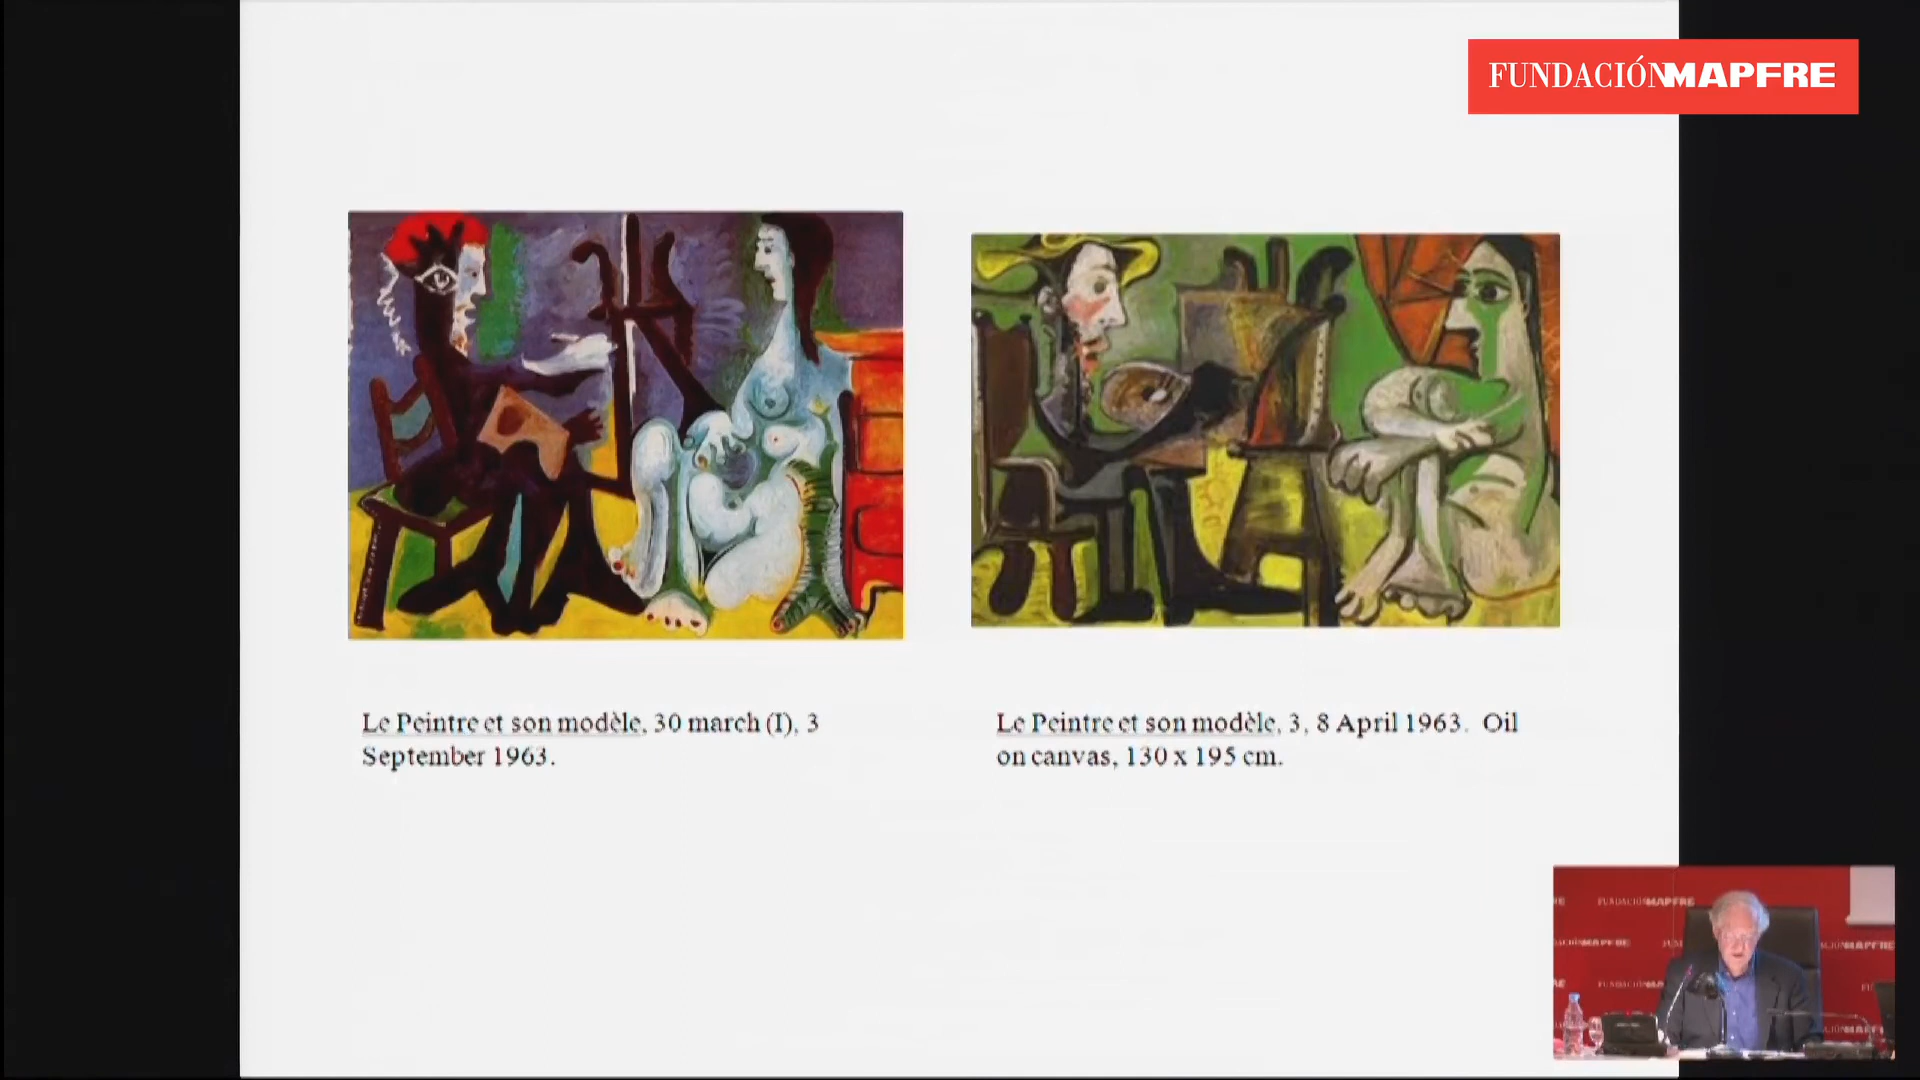 FUNDACIÓNMAPFRE
Le Peintre et son modèle, 30 march (I), 3
September 1963.
Le Peintre et son modèle, 3, 8 April 1963. Oil
on canvas, 130 x 195 cm.
FUNDACIÓNMAPFRE